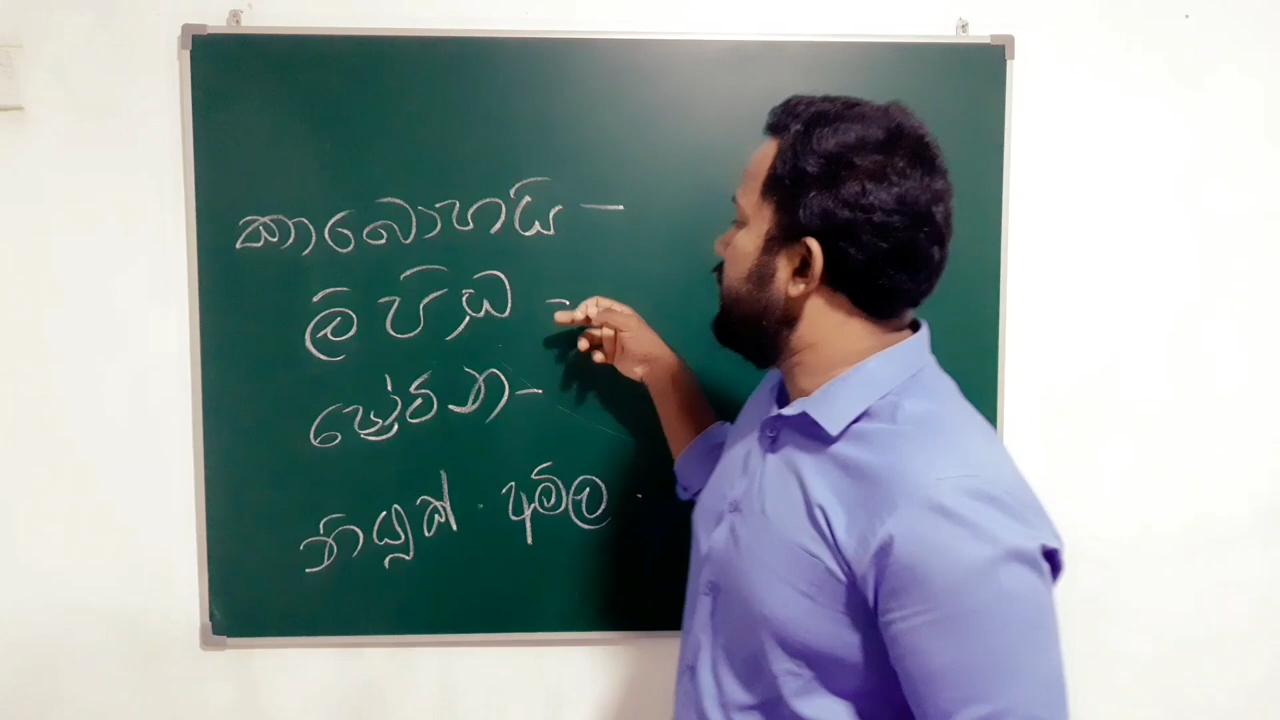 කාබොහයි –
ලිපිඩ –
ප්‍රෝටීන –
නියුක් අම්ල